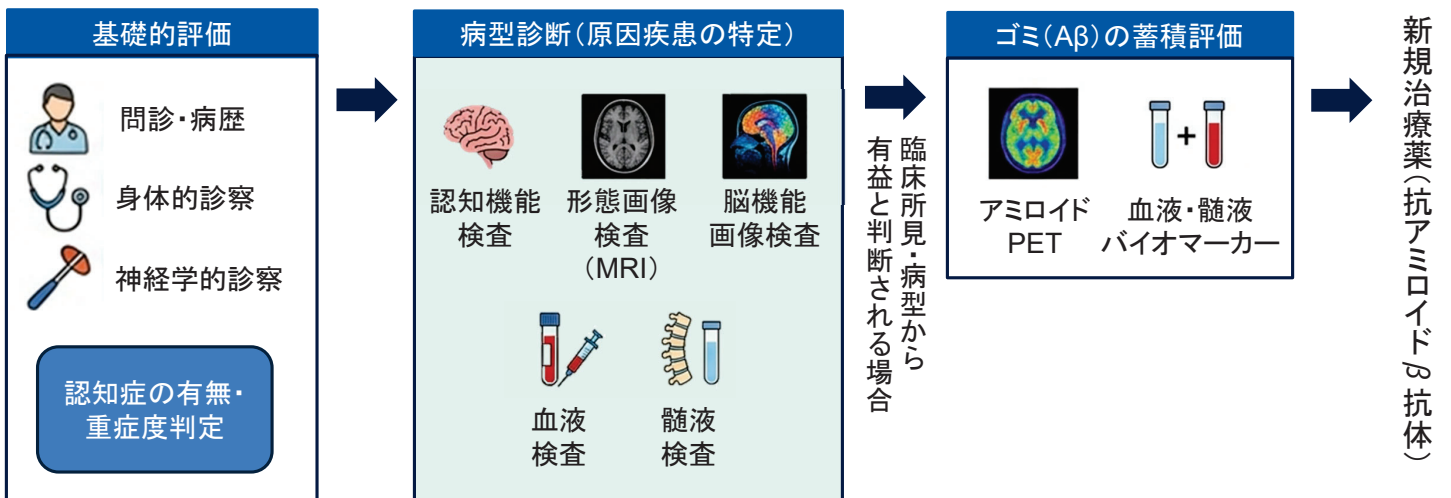 基礎的評価
問診・病歴
身体的診察
神経学的診察
認知症の有無・
重症度判定
病型診断(原因疾患の特定)
認知機能
検査
形態画像
検査
(MRI)
脳機能
画像検査
血液
検査
髄液
検査
臨床所見・病型から
有益と判断される場合
ゴミ(Aβ)の蓄積評価
アミロイド
PET
+
血液・髄液
バイオマーカー
新規治療薬(抗アミロイドβ抗体)